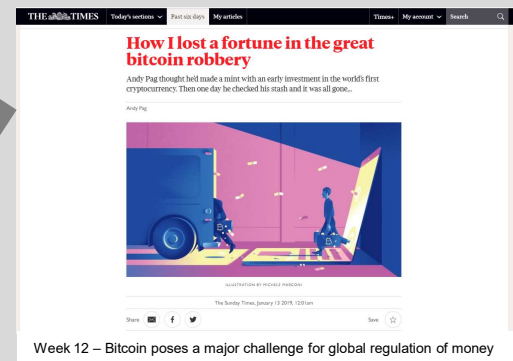 THE TIMES Today's sections Past six days My articles Times+ My account Search
How I lost a fortune in the great
bitcoin robbery
Andy Pag thought he'd made a mint with an early investment in the world's first
cryptocurrency. Then one day he checked his stash and it was all gone...
Andy Pag
B
B
ILLUSTRATION BY MICHELE MARCONI
The Sunday Times, January 13 2019, 12:01am
Share
Save
Week 12 – Bitcoin poses a major challenge for global regulation of money